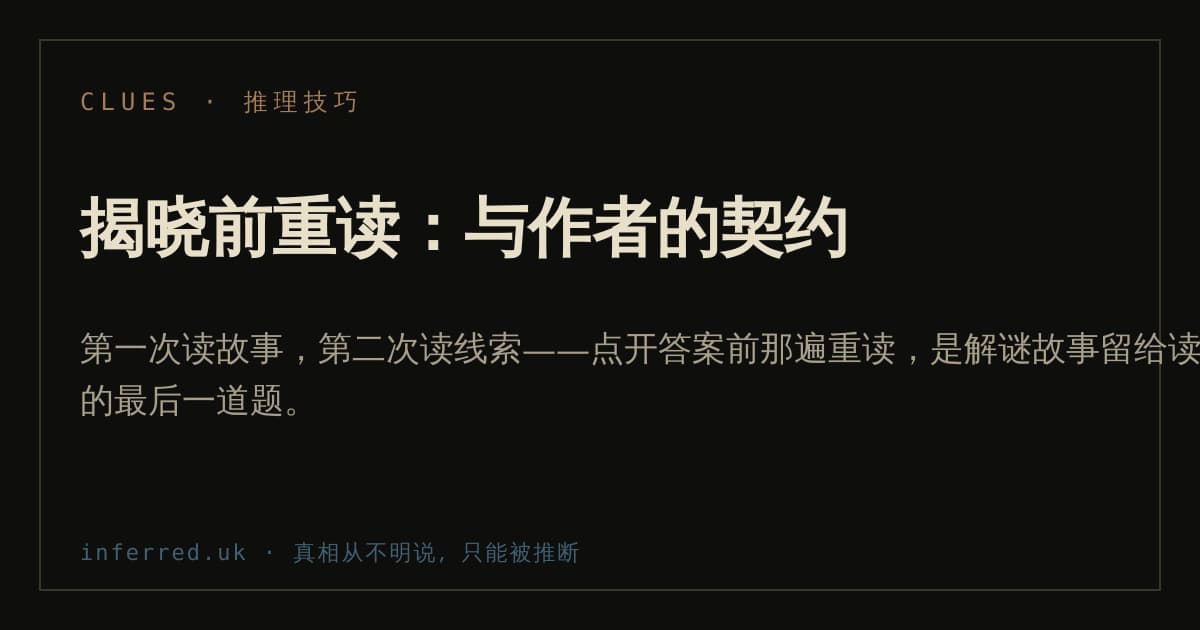 CLUES · 推理技巧
揭晓前重读：与作者的契约
第一次读故事，第二次读线索——点开答案前那遍重读，是解谜故事留给读
的最后一道题。
inferred.uk · 真相从不明说, 只能被推断